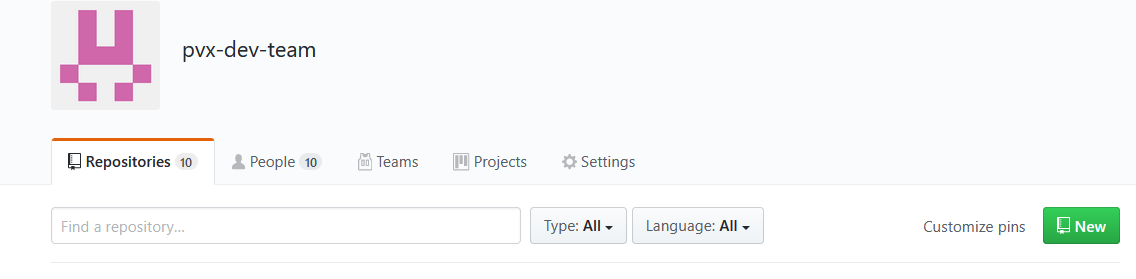 pvx-dev-team
Repositories 10 People 10 Teams Projects Settings
Find a repository... Type: All Language: All Customize pins New